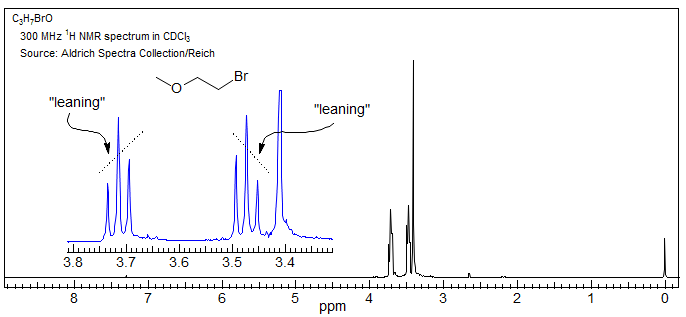 C₃H₇BrO
300 MHz ¹H NMR spectrum in CDCl₃
Source: Aldrich Spectra Collection/Reich
Br
O
"leaning"
"leaning"
3.8 3.7 3.6 3.5 3.4
8 7 6 5 4 3 2 1 0
ppm